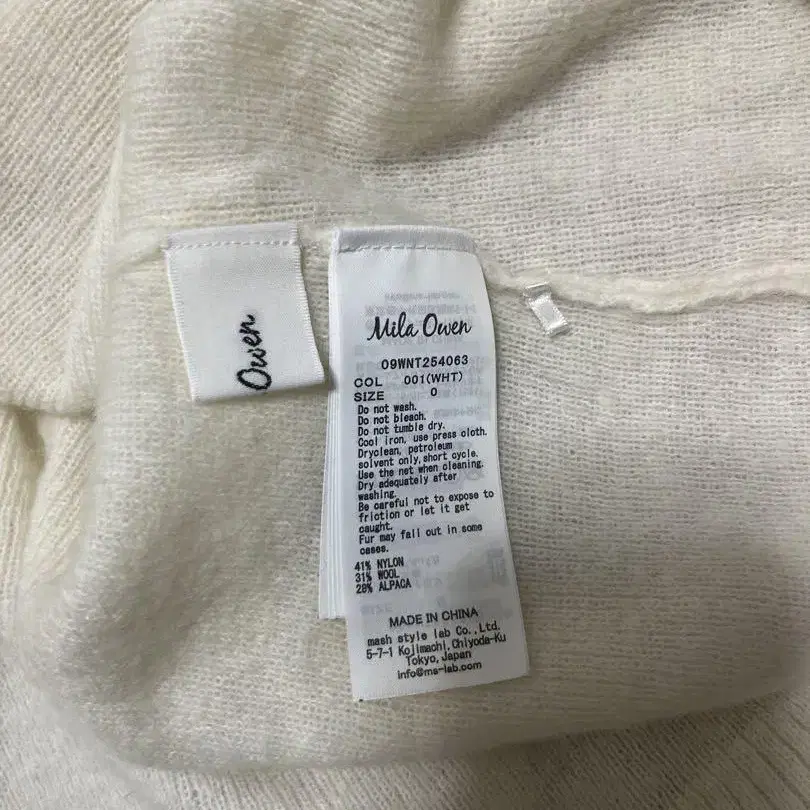 Owen
Mila Owen
09WNT254063
COL 001(WHT)
SIZE 0
Do not wash.
Do not bleach.
Do not tumble dry.
Cool iron, use press cloth.
Dryclean, petroleum
solvent only,short cycle.
Use the net when cleaning.
Dry adequately after
washing.
Be careful not to expose to
friction or let it get
caught.
Fur may fall out in some
cases.
41% NYLON
31% WOOL
28% ALPACA
MADE IN CHINA
mash style lab Co.,Ltd.
5-7-1 Kojimachi,Chiyoda-Ku
Tokyo,Japan
info@ms-lab.com